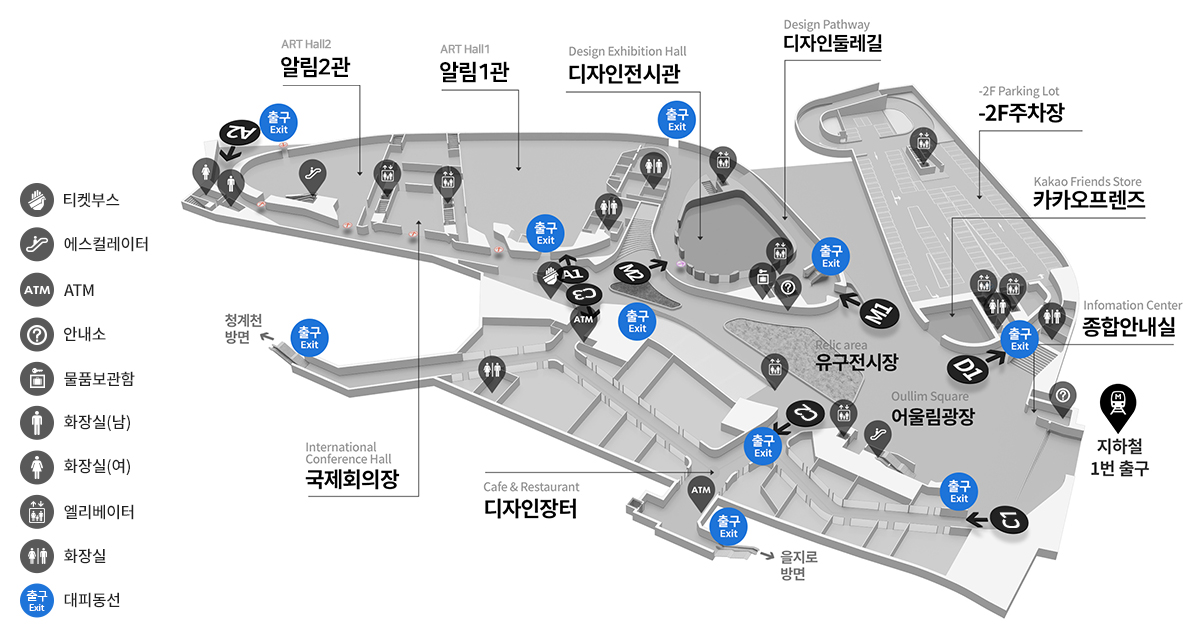 ART Hall2
알림2관
ART Hall1
알림1관
Design Exhibition Hall
디자인전시관
Design Pathway
디자인둘레길
-2F Parking Lot
-2F주차장
Kakao Friends Store
카카오프렌즈
Infomation Center
종합안내실
A2
출구
Exit
출구
Exit
출구
Exit
출구
Exit
A1
C3
M2
M1
ATM
출구
Exit
청계천
방면
출구
Exit
출구
Exit
D1
Relic area
유구전시장
Oullim Square
어울림광장
C2
출구
Exit
지하철
1번 출구
International
Conference Hall
국제회의장
Cafe & Restaurant
디자인장터
ATM
출구
Exit
출구
Exit
C1
을지로
방면
티켓부스
에스컬레이터
ATM
ATM
안내소
물품보관함
화장실(남)
화장실(여)
엘리베이터
화장실
출구
Exit
대피동선